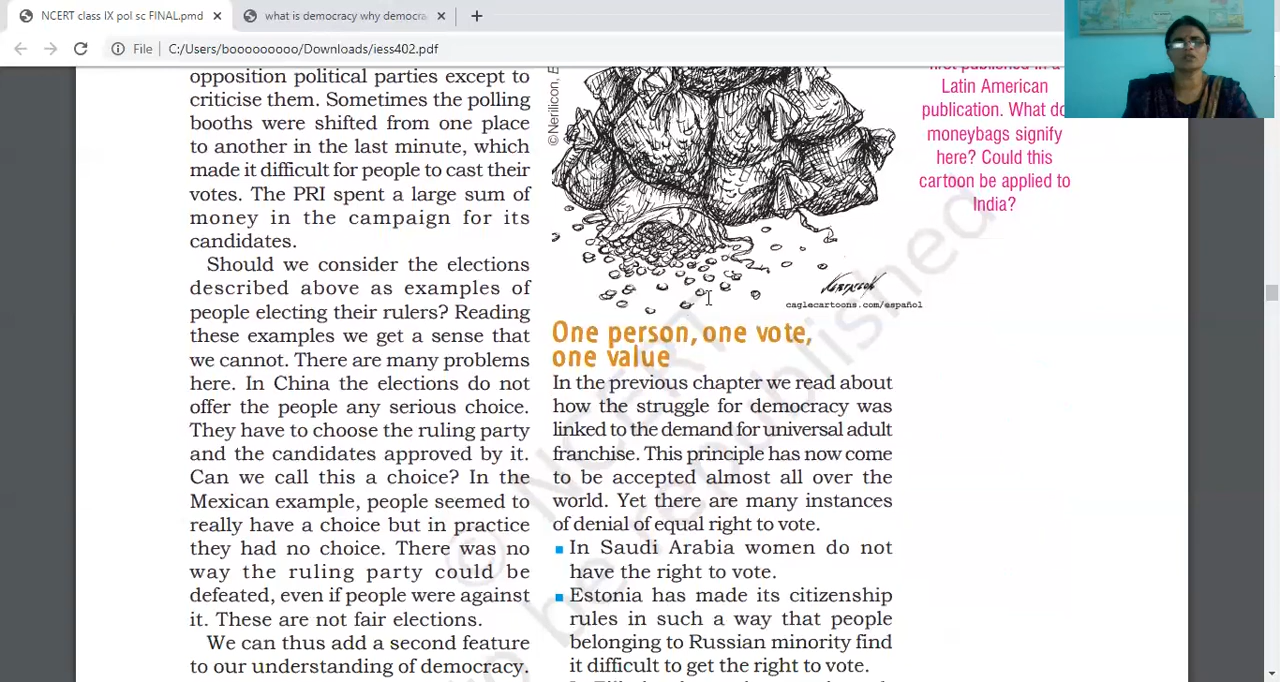 NCERT class IX pol sc FINAL.pmd
what is democracy why democra
File
C:/Users/booooooooo/Downloads/iess402.pdf
opposition political parties except to
criticise them. Sometimes the polling
booths were shifted from one place
to another in the last minute, which
made it difficult for people to cast their
votes. The PRI spent a large sum of
money in the campaign for its
candidates.
Should we consider the elections
described above as examples of
people electing their rulers? Reading
these examples we get a sense that
we cannot. There are many problems
here. In China the elections do not
offer the people any serious choice.
They have to choose the ruling party
and the candidates approved by it.
Can we call this a choice? In the
Mexican example, people seemed to
really have a choice but in practice
they had no choice. There was no
way the ruling party could be
defeated, even if people were against
it. These are not fair elections.
We can thus add a second feature
to our understanding of democracy.
©Nerilicon, E
caglecartoons.com/español
One person, one vote,
one value
In the previous chapter we read about
how the struggle for democracy was
linked to the demand for universal adult
franchise. This principle has now come
to be accepted almost all over the
world. Yet there are many instances
of denial of equal right to vote.
In Saudi Arabia women do not
have the right to vote.
Estonia has made its citizenship
rules in such a way that people
belonging to Russian minority find
it difficult to get the right to vote.
first published in a
Latin American
publication. What do
moneybags signify
here? Could this
cartoon be applied to
India?
© NCERT
be republished